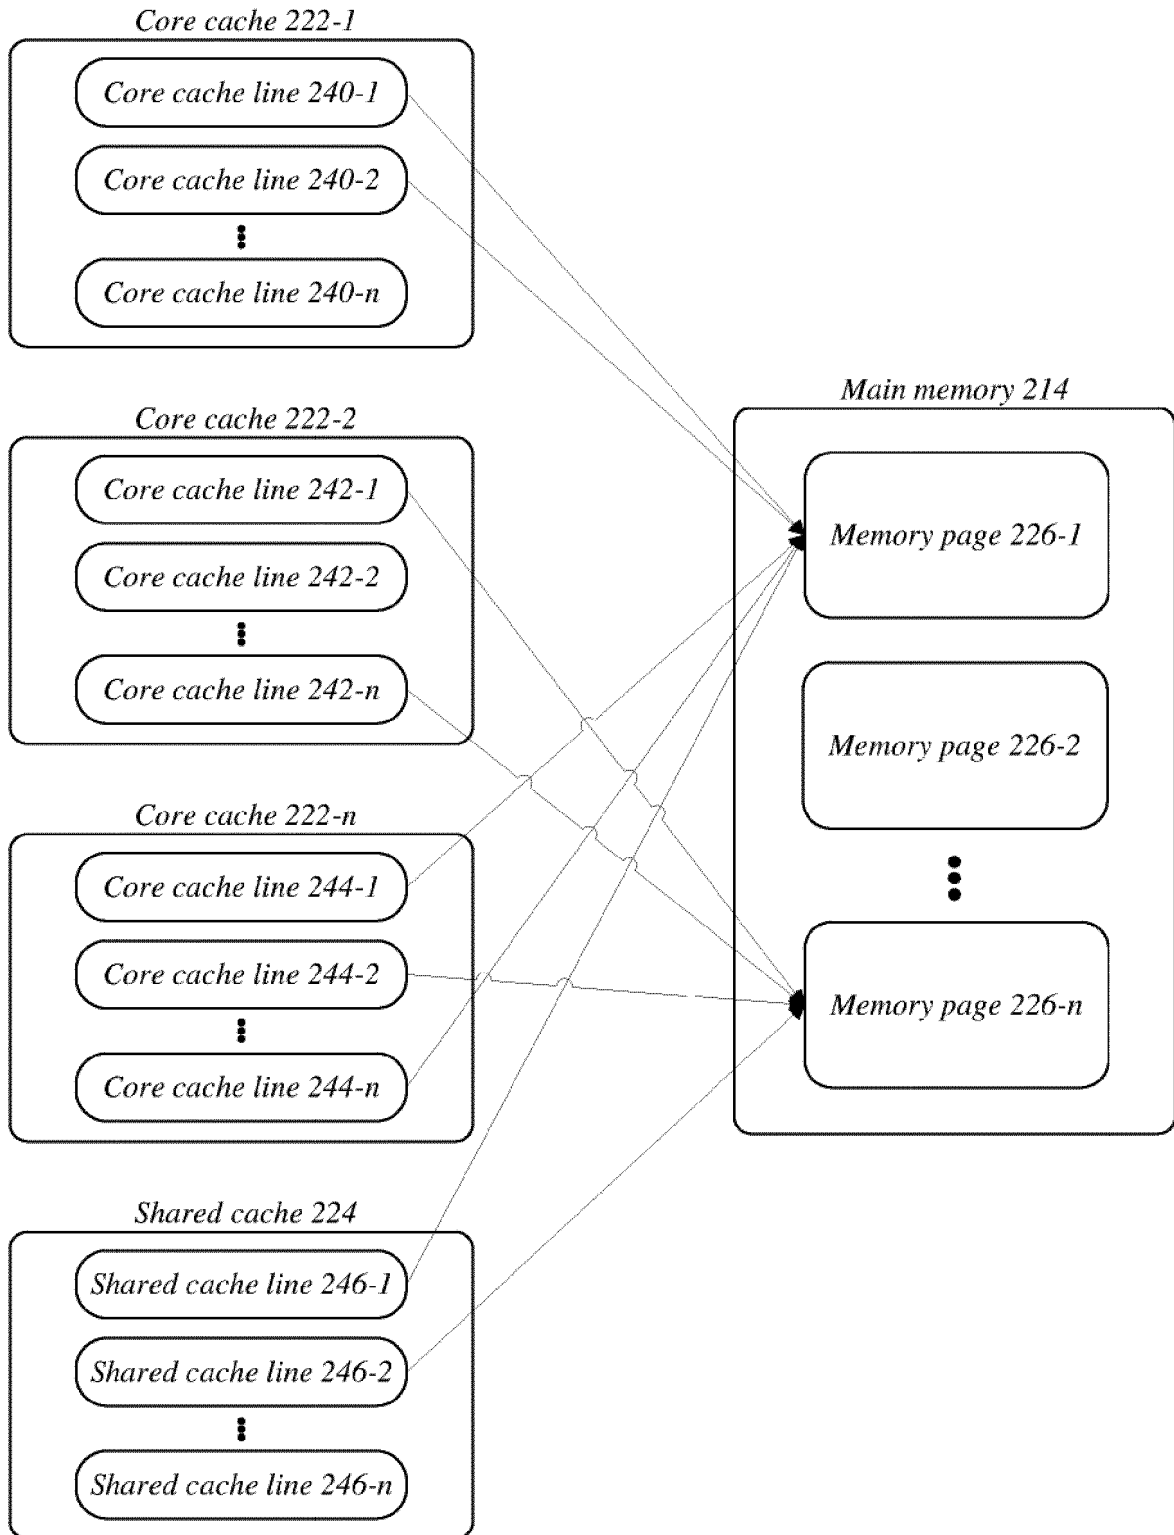 Core cache 222-1
Core cache line 240-1
Core cache line 240-2
Core cache line 240-n
Core cache 222-2
Core cache line 242-1
Core cache line 242-2
Core cache line 242-n
Core cache 222-n
Core cache line 244-1
Core cache line 244-2
Core cache line 244-n
Shared cache 224
Shared cache line 246-1
Shared cache line 246-2
Shared cache line 246-n
Main memory 214
Memory page 226-1
Memory page 226-2
Memory page 226-n